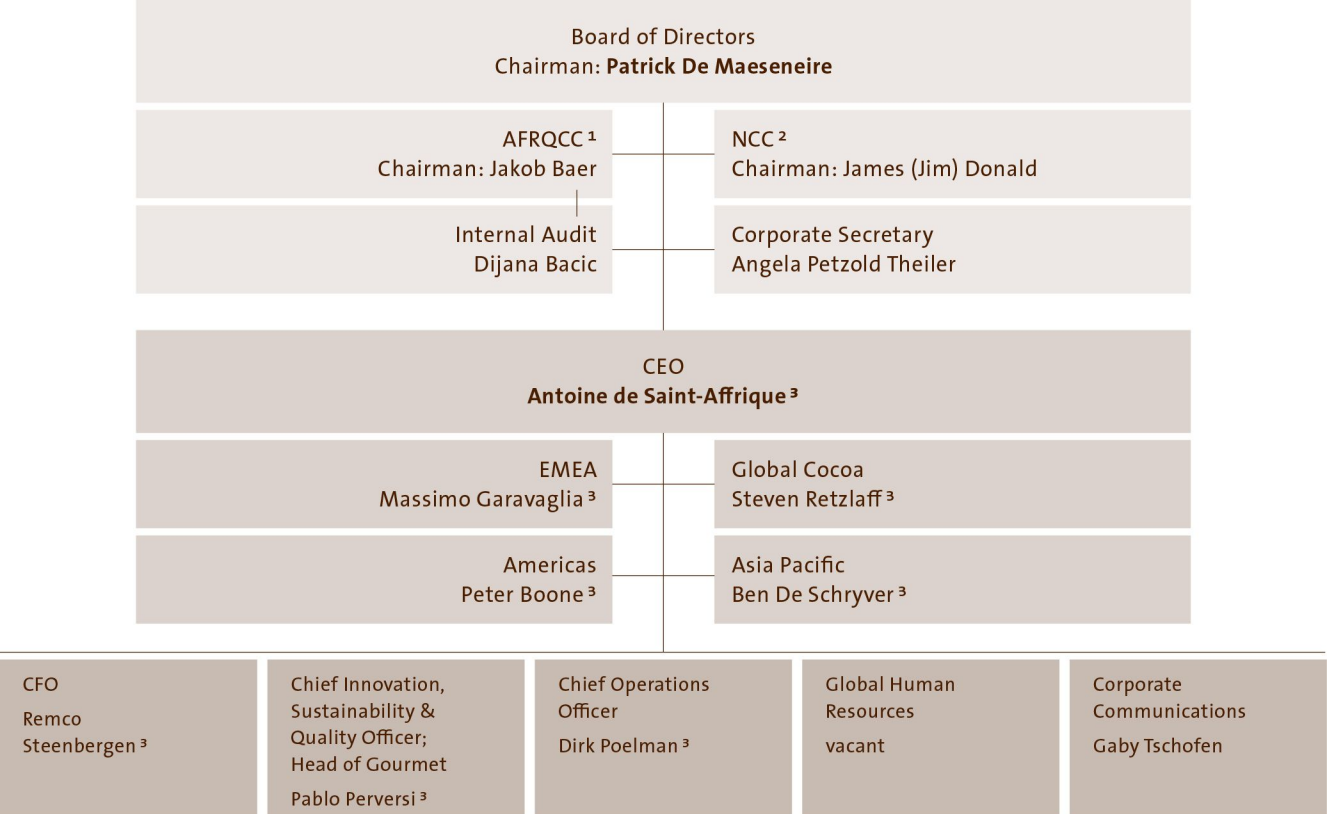 Board of Directors
Chairman: Patrick De Maeseneire
AFRQCC ¹
Chairman: Jakob Baer
NCC ²
Chairman: James (Jim) Donald
Internal Audit
Dijana Bacic
Corporate Secretary
Angela Petzold Theiler
CEO
Antoine de Saint-Affrique ³
EMEA
Massimo Garavaglia ³
Global Cocoa
Steven Retzlaff ³
Americas
Peter Boone ³
Asia Pacific
Ben De Schryver ³
CFO
Remco
Steenbergen ³
Chief Innovation,
Sustainability &
Quality Officer;
Head of Gourmet
Pablo Perversi ³
Chief Operations
Officer
Dirk Poelman ³
Global Human
Resources
vacant
Corporate
Communications
Gaby Tschofen